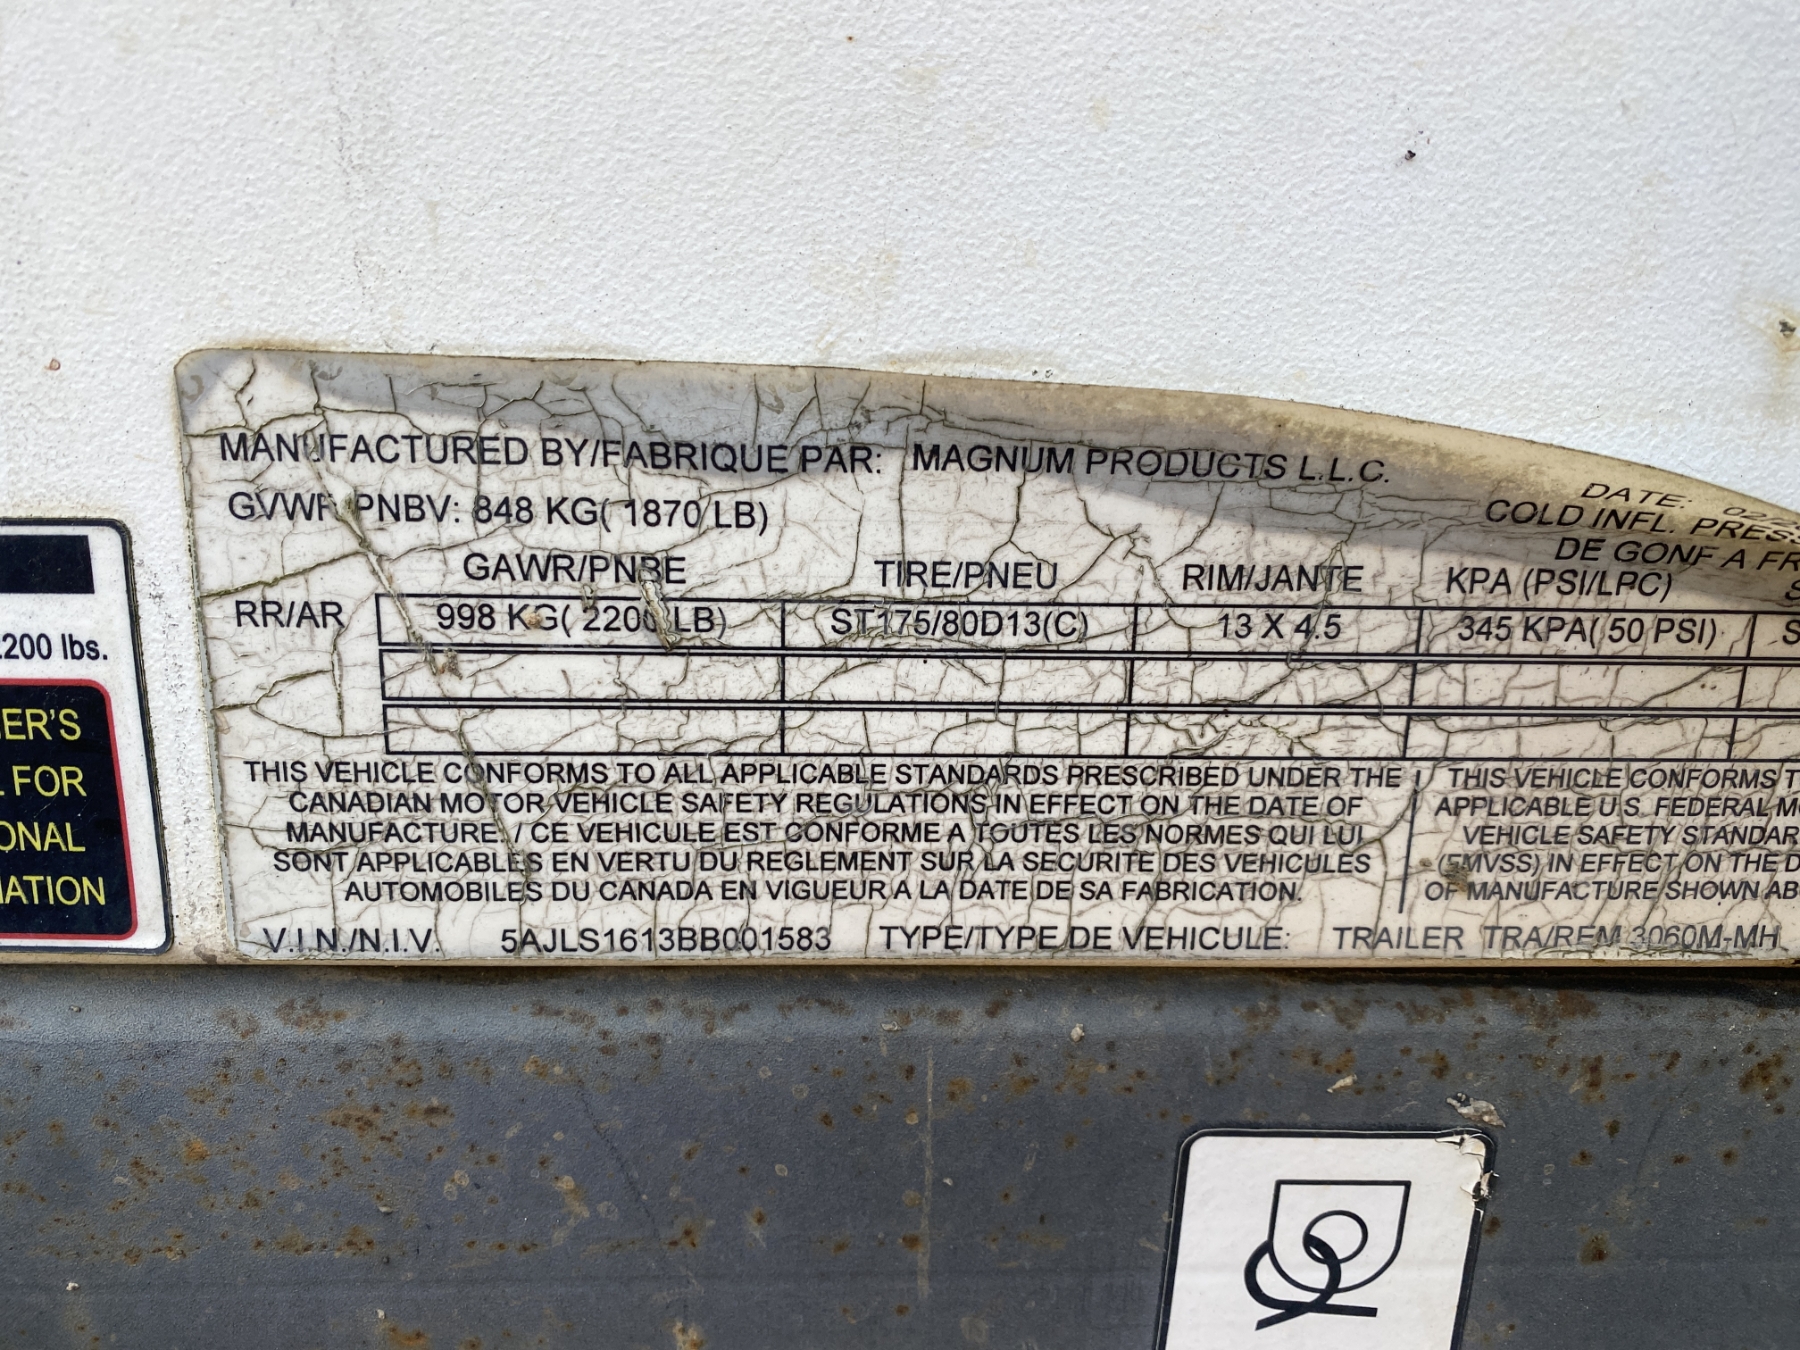 MANUFACTURED BY/FABRIQUE PAR: MAGNUM PRODUCTS L.L.C.
DATE:
GVWR/PNBV: 848 KG( 1870 LB)
COLD INFL. PRESS
DE GONF A FR
GAWR/PNBE TIRE/PNEU RIM/JANTE KPA (PSI/LPC) S
RR/AR 998 KG( 2200 LB) ST175/80D13(C) 13 X 4.5 345 KPA( 50 PSI) S
THIS VEHICLE CONFORMS TO ALL APPLICABLE STANDARDS PRESCRIBED UNDER THE
CANADIAN MOTOR VEHICLE SAFETY REGULATIONS IN EFFECT ON THE DATE OF
MANUFACTURE. / CE VEHICULE EST CONFORME A TOUTES LES NORMES QUI LUI
SONT APPLICABLES EN VERTU DU REGLEMENT SUR LA SECURITE DES VEHICULES
AUTOMOBILES DU CANADA EN VIGUEUR A LA DATE DE SA FABRICATION.
THIS VEHICLE CONFORMS T
APPLICABLE U.S. FEDERAL MO
VEHICLE SAFETY STANDAR
(FMVSS) IN EFFECT ON THE D
OF MANUFACTURE SHOWN ABO
V.I.N./N.I.V. 5AJLS1613BB001583 TYPE/TYPE DE VEHICULE: TRAILER TRA/REM 3060M-MH
2200 lbs.
ER'S
L FOR
ONAL
MATION